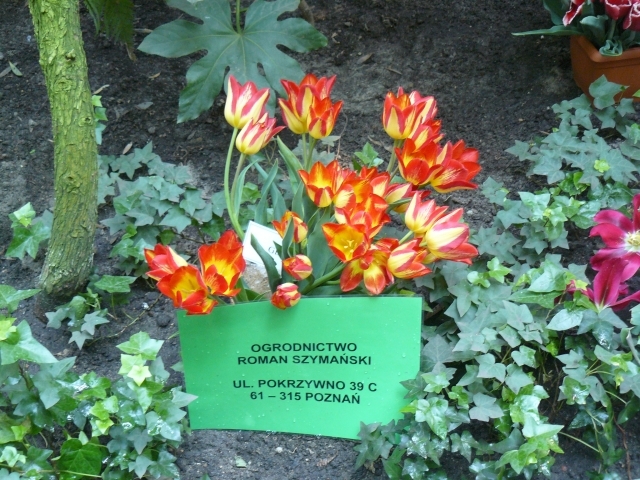 OGRODNICTWO
ROMAN SZYMAŃSKI
UL. POKRZYWNO 39 C
61 – 315 POZNAŃ